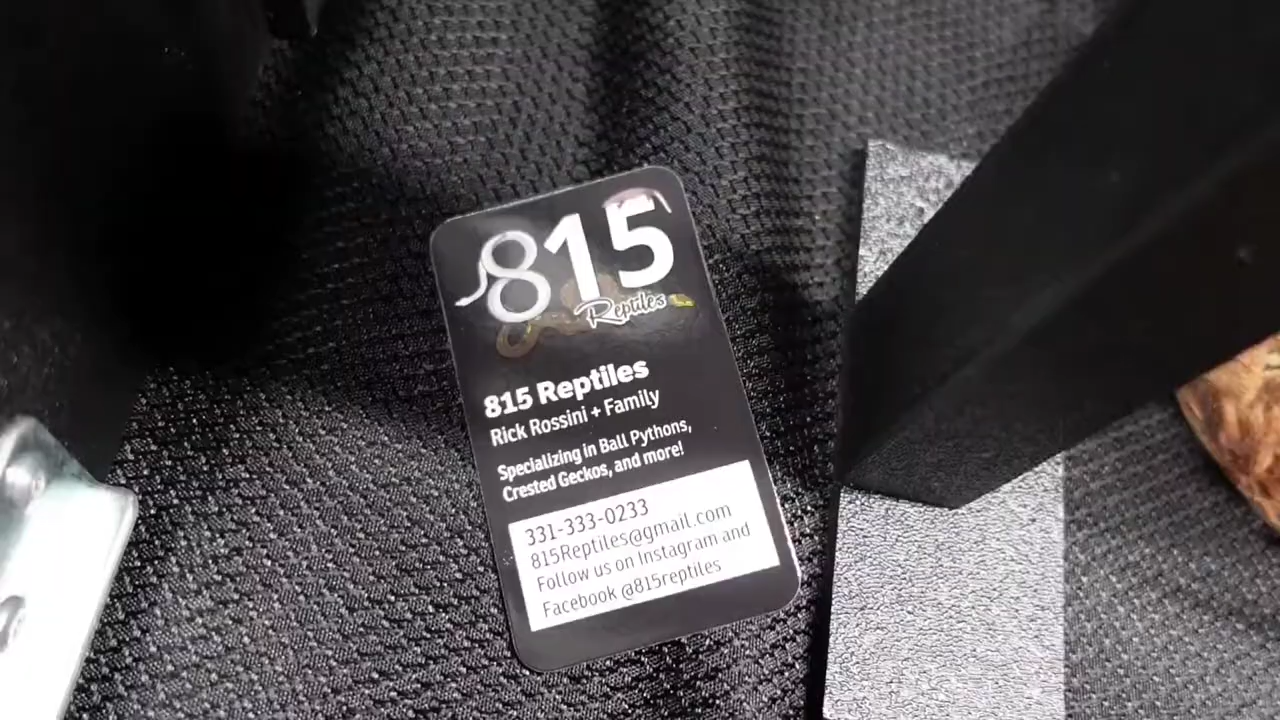 815
Reptiles
815 Reptiles
Rick Rossini + Family
Specializing in Ball Pythons,
Crested Geckos, and more!
331-333-0233
815Reptiles@gmail.com
Follow us on Instagram and
Facebook @815reptiles